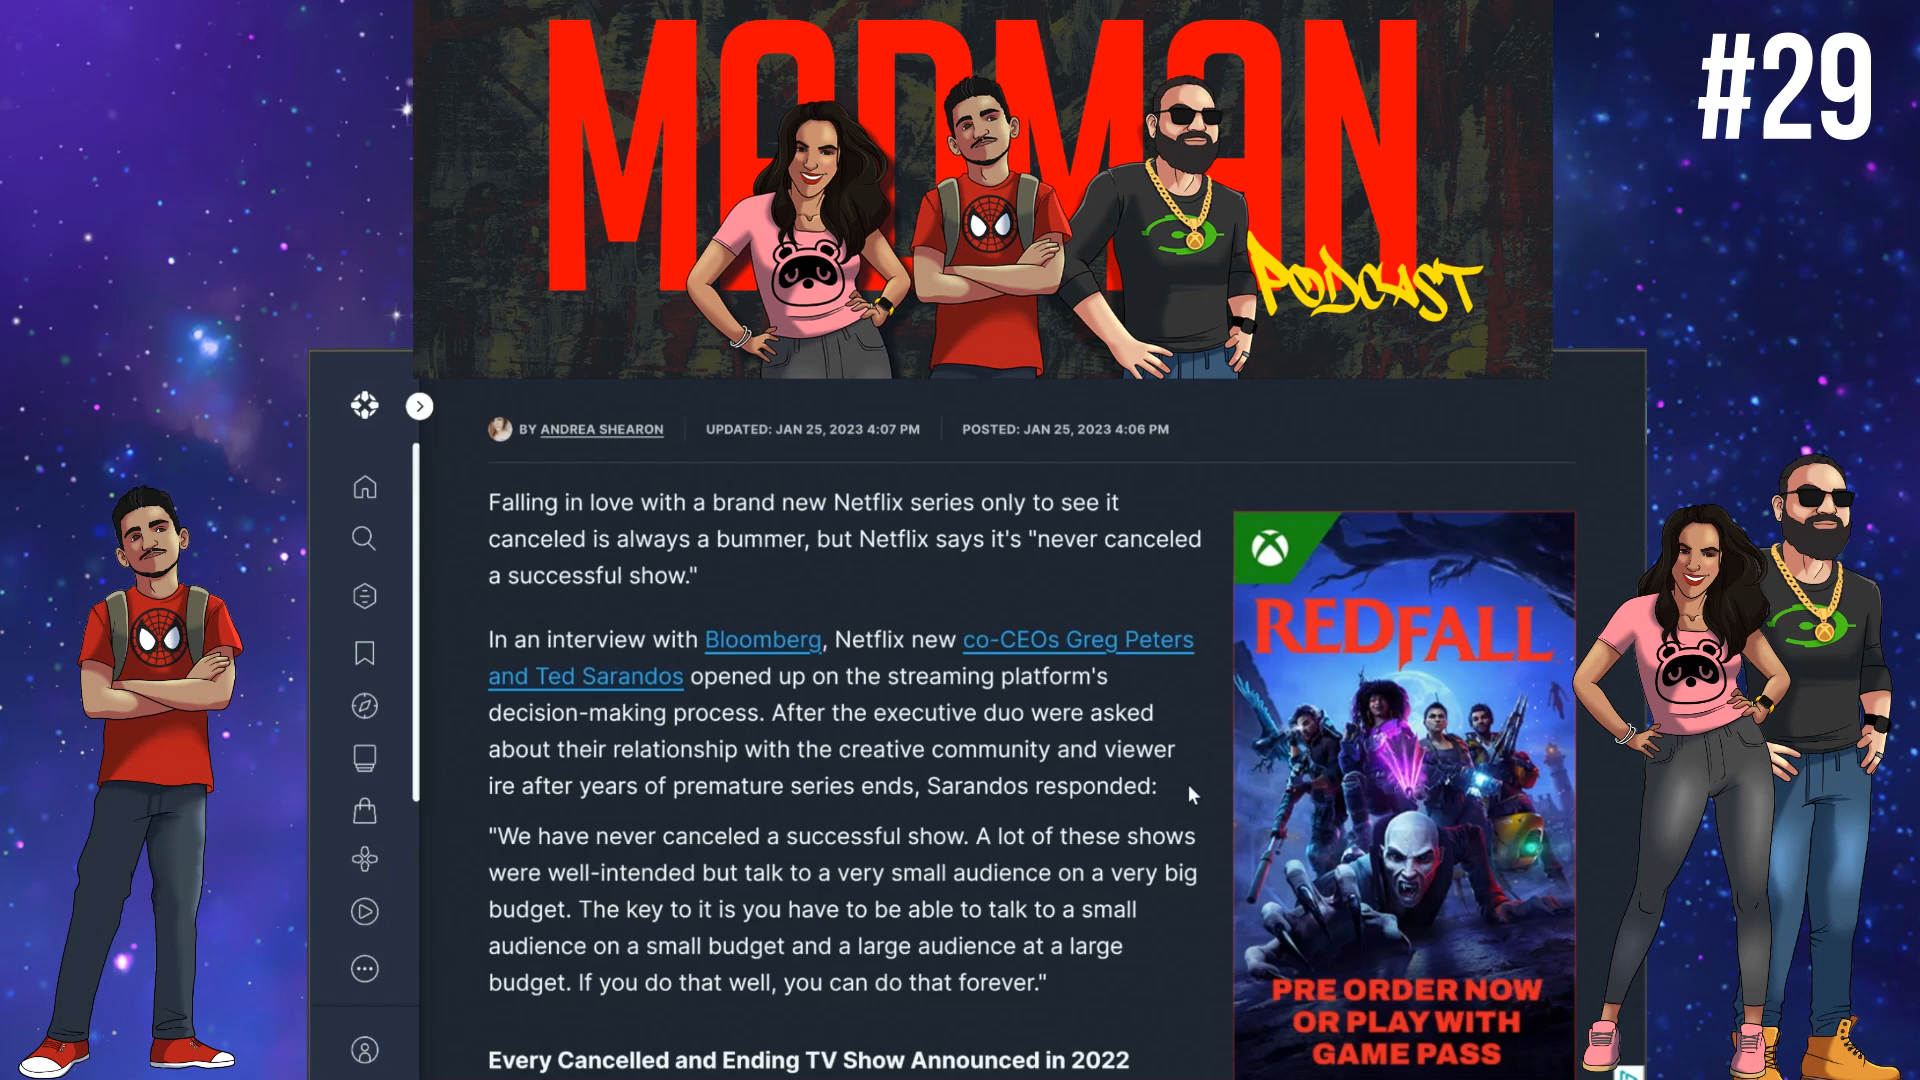 MADMAN
PODCAST
#29
BY ANDREA SHEARON
UPDATED: JAN 25, 2023 4:07 PM
POSTED: JAN 25, 2023 4:06 PM
Falling in love with a brand new Netflix series only to see it
canceled is always a bummer, but Netflix says it's "never canceled
a successful show."
In an interview with Bloomberg, Netflix new co-CEOs Greg Peters
and Ted Sarandos opened up on the streaming platform's
decision-making process. After the executive duo were asked
about their relationship with the creative community and viewer
ire after years of premature series ends, Sarandos responded:
"We have never canceled a successful show. A lot of these shows
were well-intended but talk to a very small audience on a very big
budget. The key to it is you have to be able to talk to a small
audience on a small budget and a large audience at a large
budget. If you do that well, you can do that forever."
Every Cancelled and Ending TV Show Announced in 2022
REDFALL
PRE ORDER NOW
OR PLAY WITH
GAME PASS